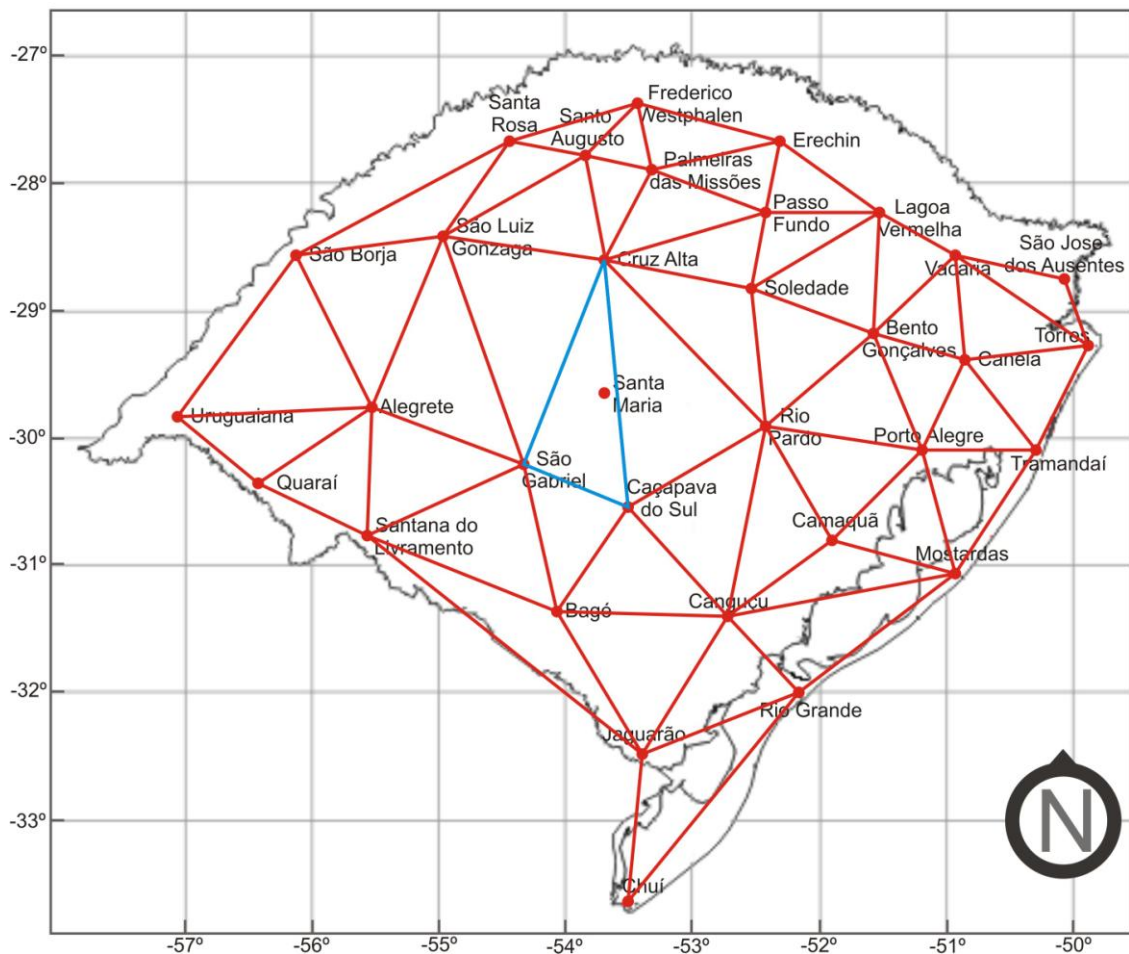 -27º
-28º
-29º
-30º
-31º
-32º
-33º
Frederico
Westphalen
Santa
Rosa
Santo
Augusto
Erechin
Palmeiras
das Missões
Passo
Fundo
Lagoa
Vermelha
São Luiz
Gonzaga
São Borja
Cruz Alta
São Jose
dos Ausentes
Vacaria
Soledade
Bento
Gonçalves
Torres
Canela
Santa
Maria
Uruguaiana
Alegrete
Rio
Pardo
Porto Alegre
Tramandaí
São
Gabriel
Quaraí
Caçapava
do Sul
Santana do
Livramento
Camaquã
Mostardas
Bagó
Canguçu
Rio Grande
Jaguarão
Chuí
N
-57º
-56º
-55º
-54º
-53º
-52º
-51º
-50º